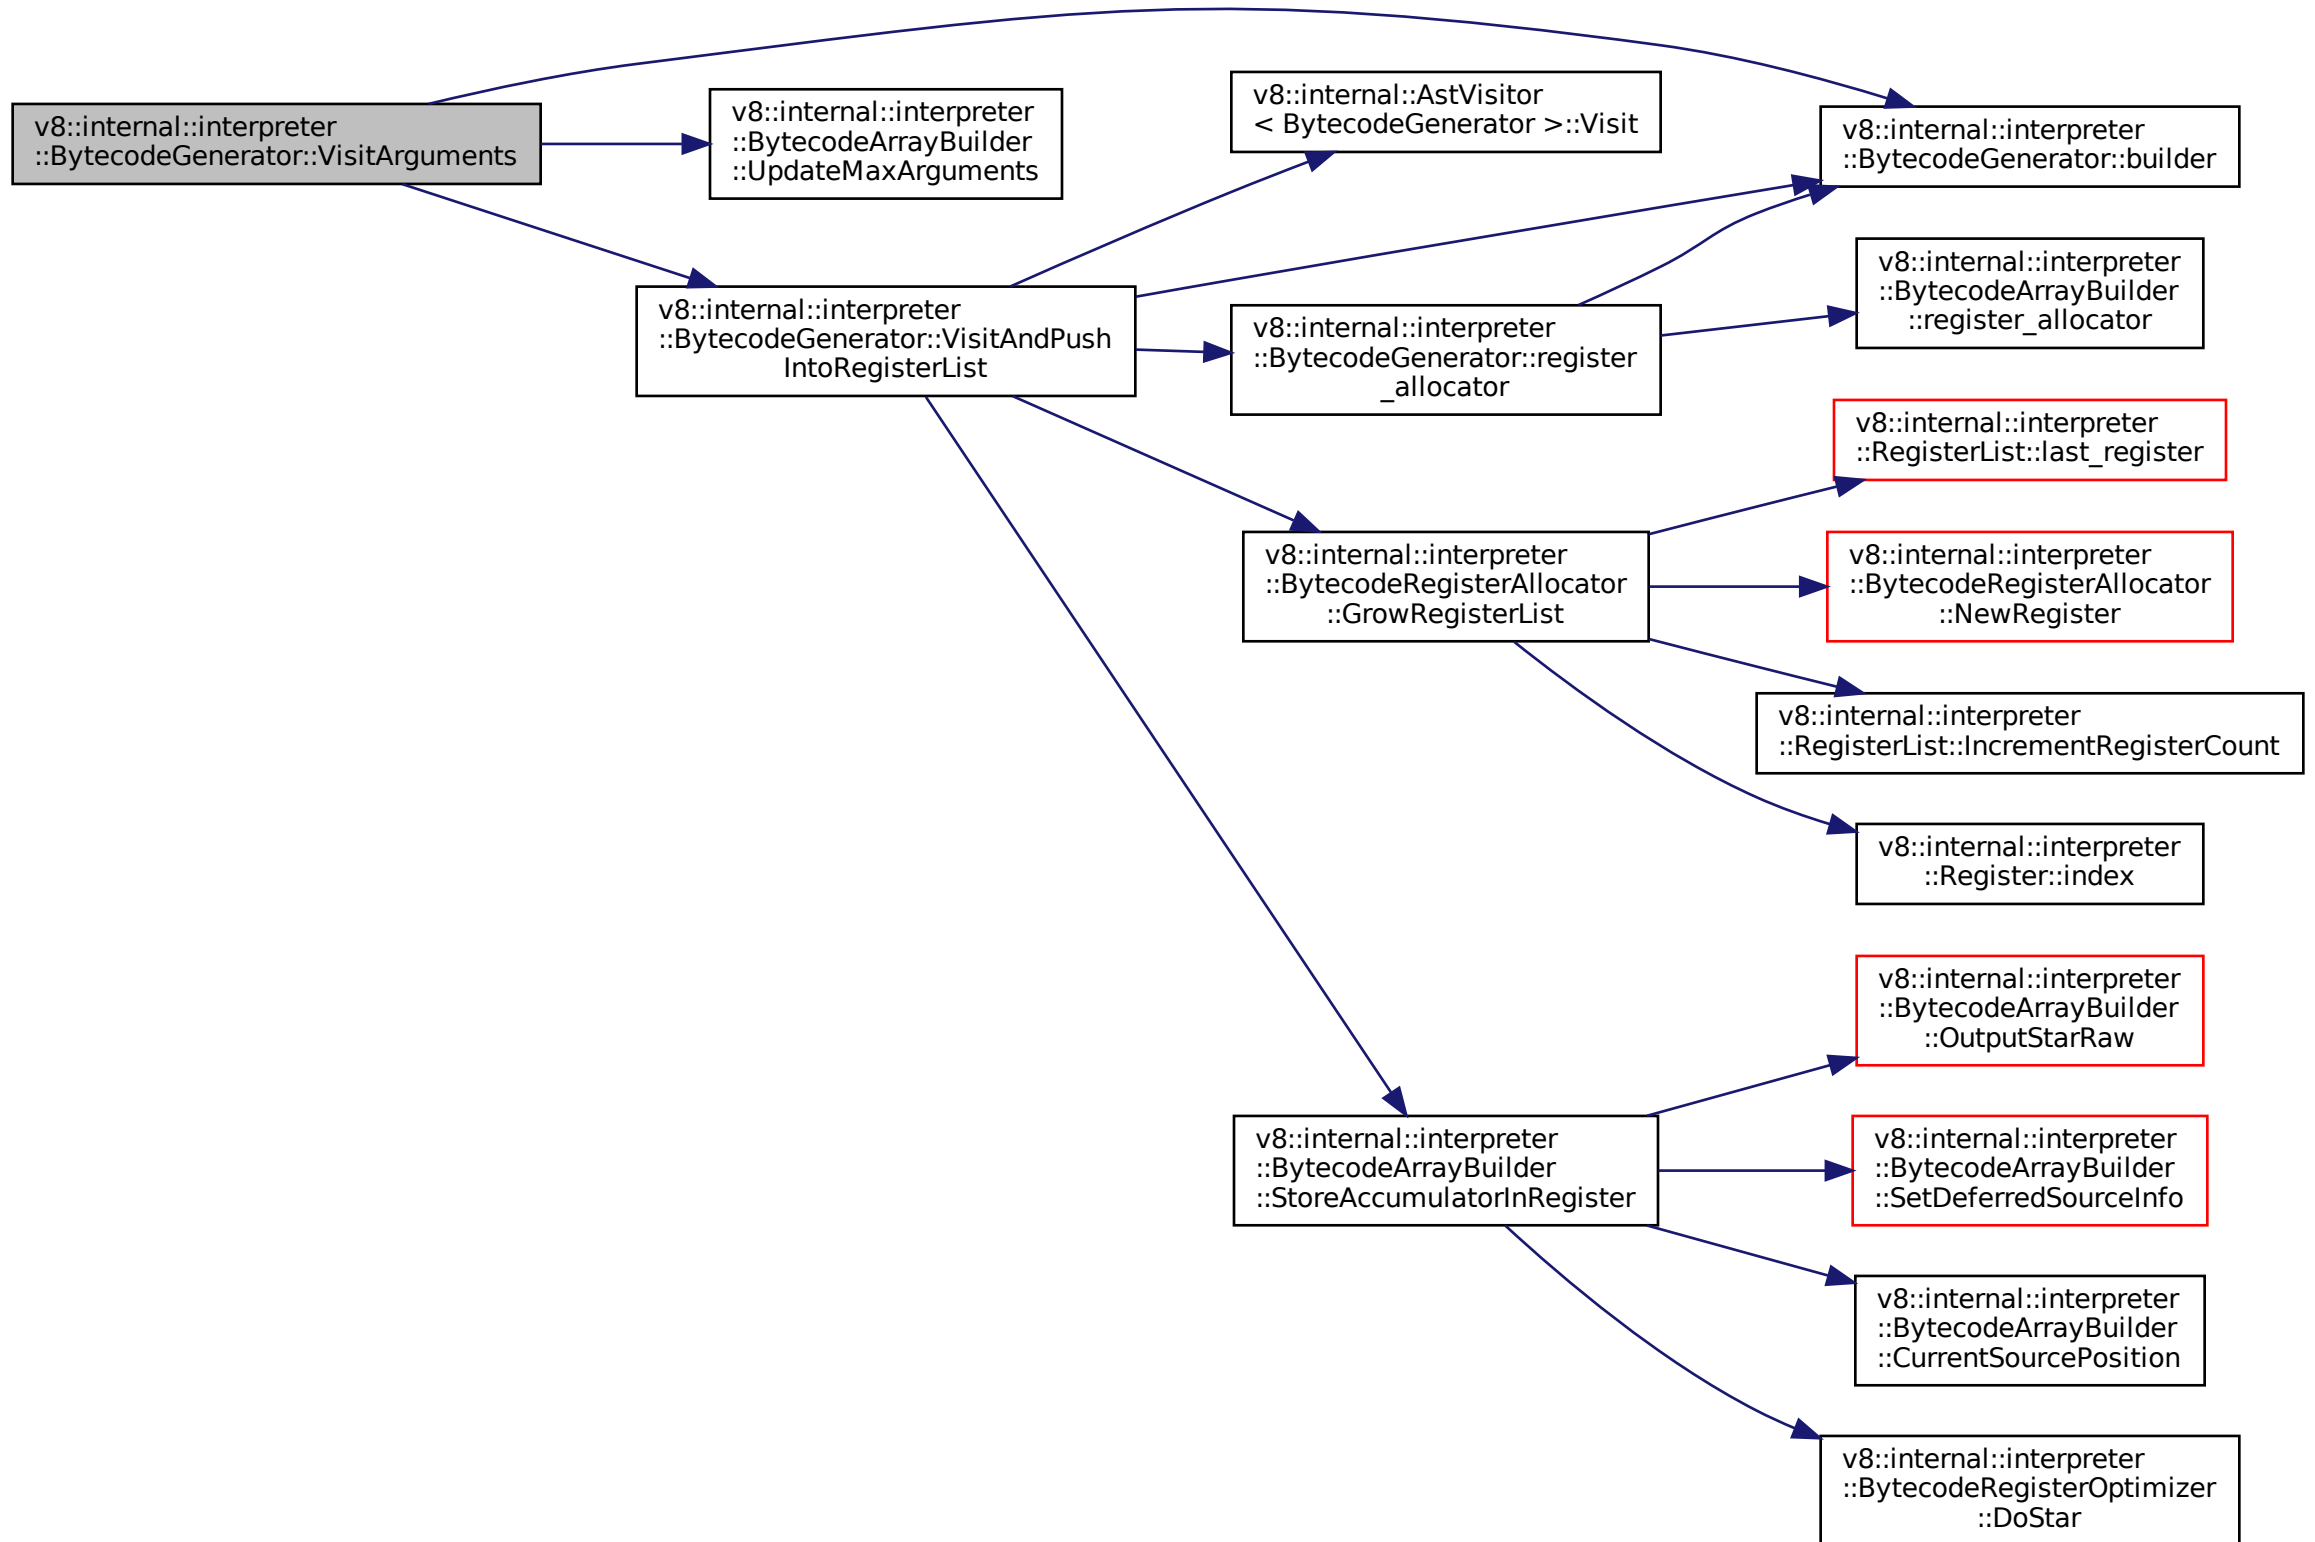 v8::internal::interpreter
::BytecodeGenerator::VisitArguments
v8::internal::interpreter
::BytecodeArrayBuilder
::UpdateMaxArguments
v8::internal::interpreter
::BytecodeGenerator::VisitAndPush
IntoRegisterList
v8::internal::AstVisitor
< BytecodeGenerator >::Visit
v8::internal::interpreter
::BytecodeGenerator::register
_allocator
v8::internal::interpreter
::BytecodeRegisterAllocator
::GrowRegisterList
v8::internal::interpreter
::BytecodeArrayBuilder
::StoreAccumulatorInRegister
v8::internal::interpreter
::BytecodeGenerator::builder
v8::internal::interpreter
::BytecodeArrayBuilder
::register_allocator
v8::internal::interpreter
::RegisterList::last_register
v8::internal::interpreter
::BytecodeRegisterAllocator
::NewRegister
v8::internal::interpreter
::RegisterList::IncrementRegisterCount
v8::internal::interpreter
::Register::index
v8::internal::interpreter
::BytecodeArrayBuilder
::OutputStarRaw
v8::internal::interpreter
::BytecodeArrayBuilder
::SetDeferredSourceInfo
v8::internal::interpreter
::BytecodeArrayBuilder
::CurrentSourcePosition
v8::internal::interpreter
::BytecodeRegisterOptimizer
::DoStar